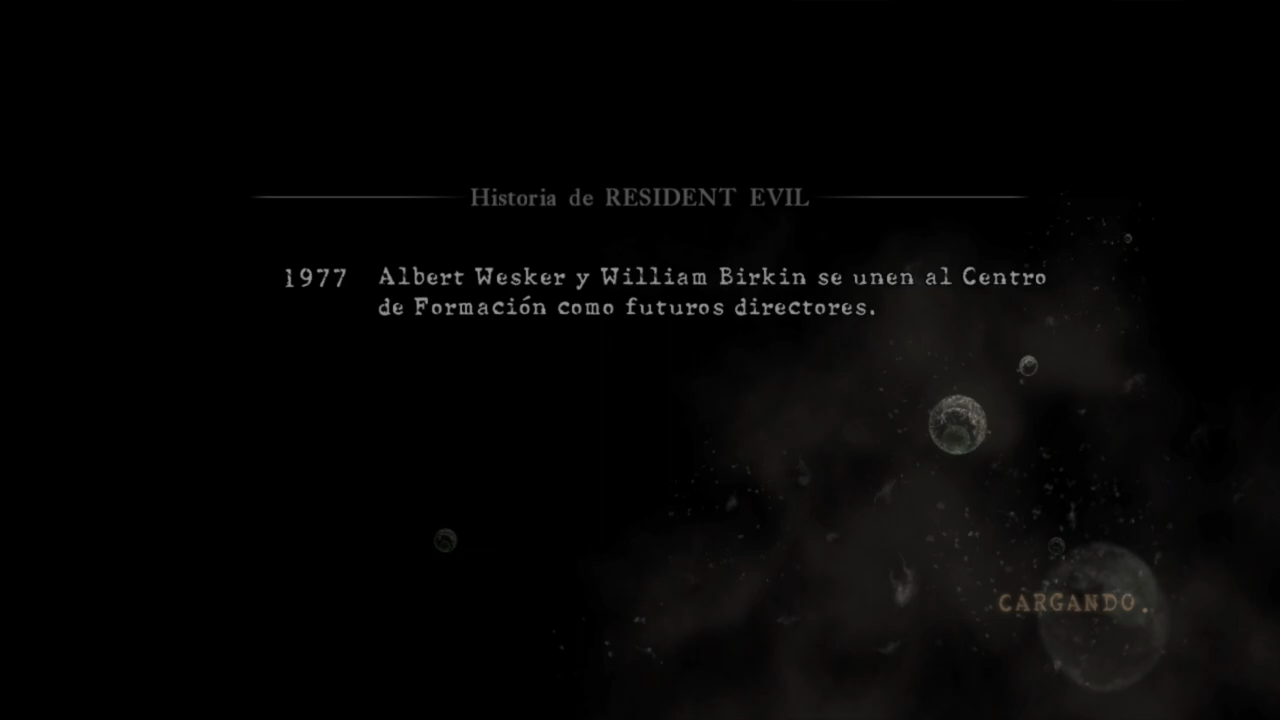 Historia de RESIDENT EVIL
1977 Albert Wesker y William Birkin se unen al Centro
de Formación como futuros directores.
CARGANDO.